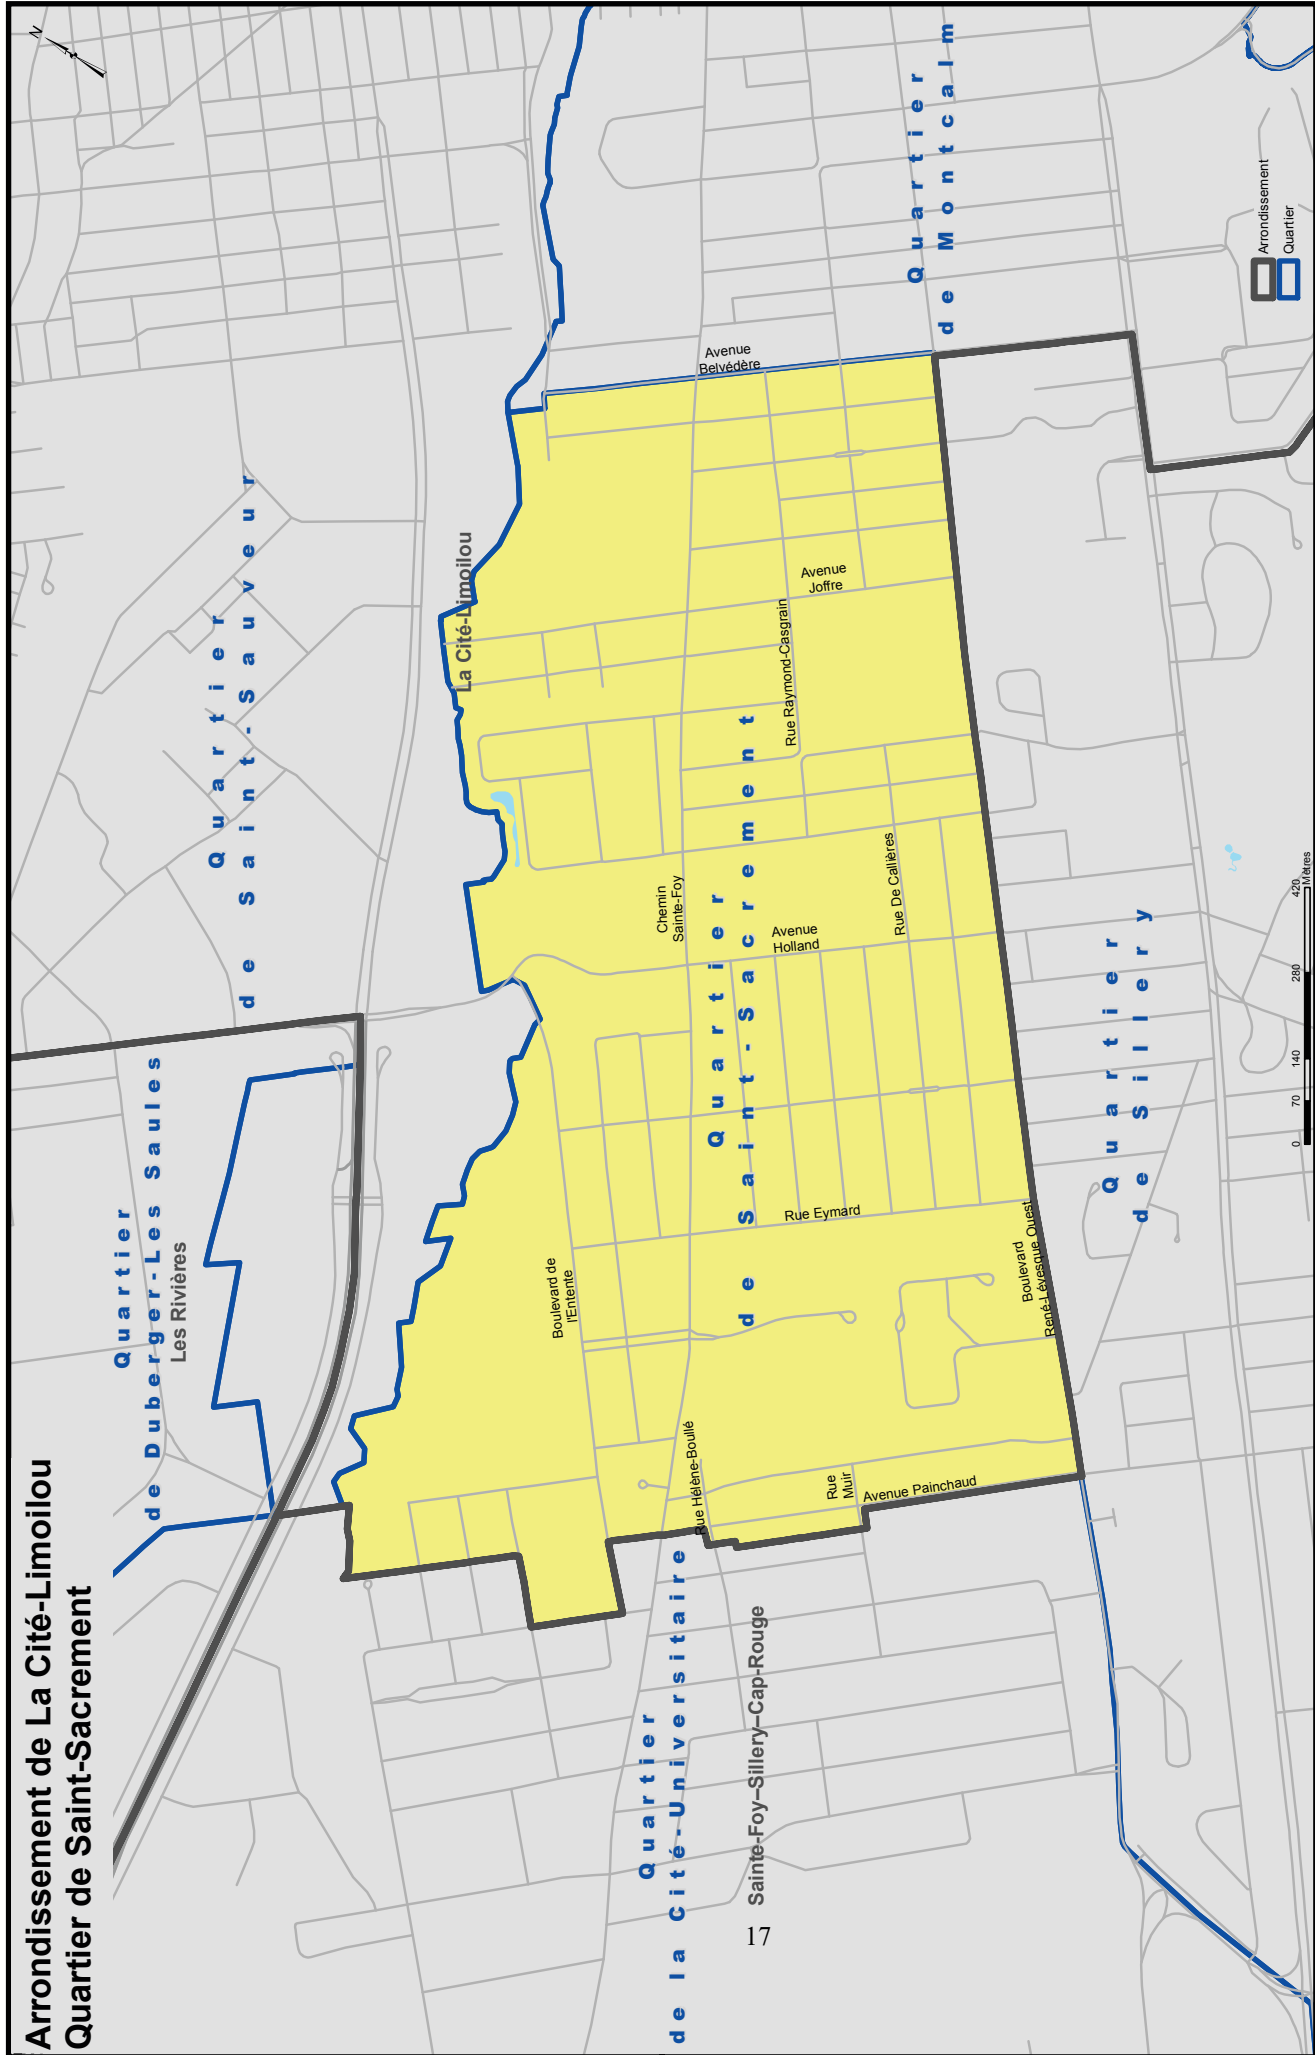 Arrondissement de La Cité-Limoilou
Quartier de Saint-Sacrement
N
Quartier
de Duberger-Les Saules
Les Rivières
Quartier
de Saint-Sauveur
La Cité-Limoilou
Boulevard de
l'Entente
Chemin
Sainte-Foy
Avenue
Belvédère
Quartier
de la Cité-Universitaire
Sainte-Foy–Sillery–Cap-Rouge
Rue Hélène-Boullé
Rue
Muir
Avenue Painchaud
Quartier
de Saint-Sacrement
Rue Eymard
Avenue
Holland
Rue De Callières
Rue Raymond-Casgrain
Avenue
Joffre
Boulevard
René-Lévesque Ouest
Quartier
de Montcalm
Quartier
de Sillery
Arrondissement
Quartier
0 70 140 280 420
Mètres
17